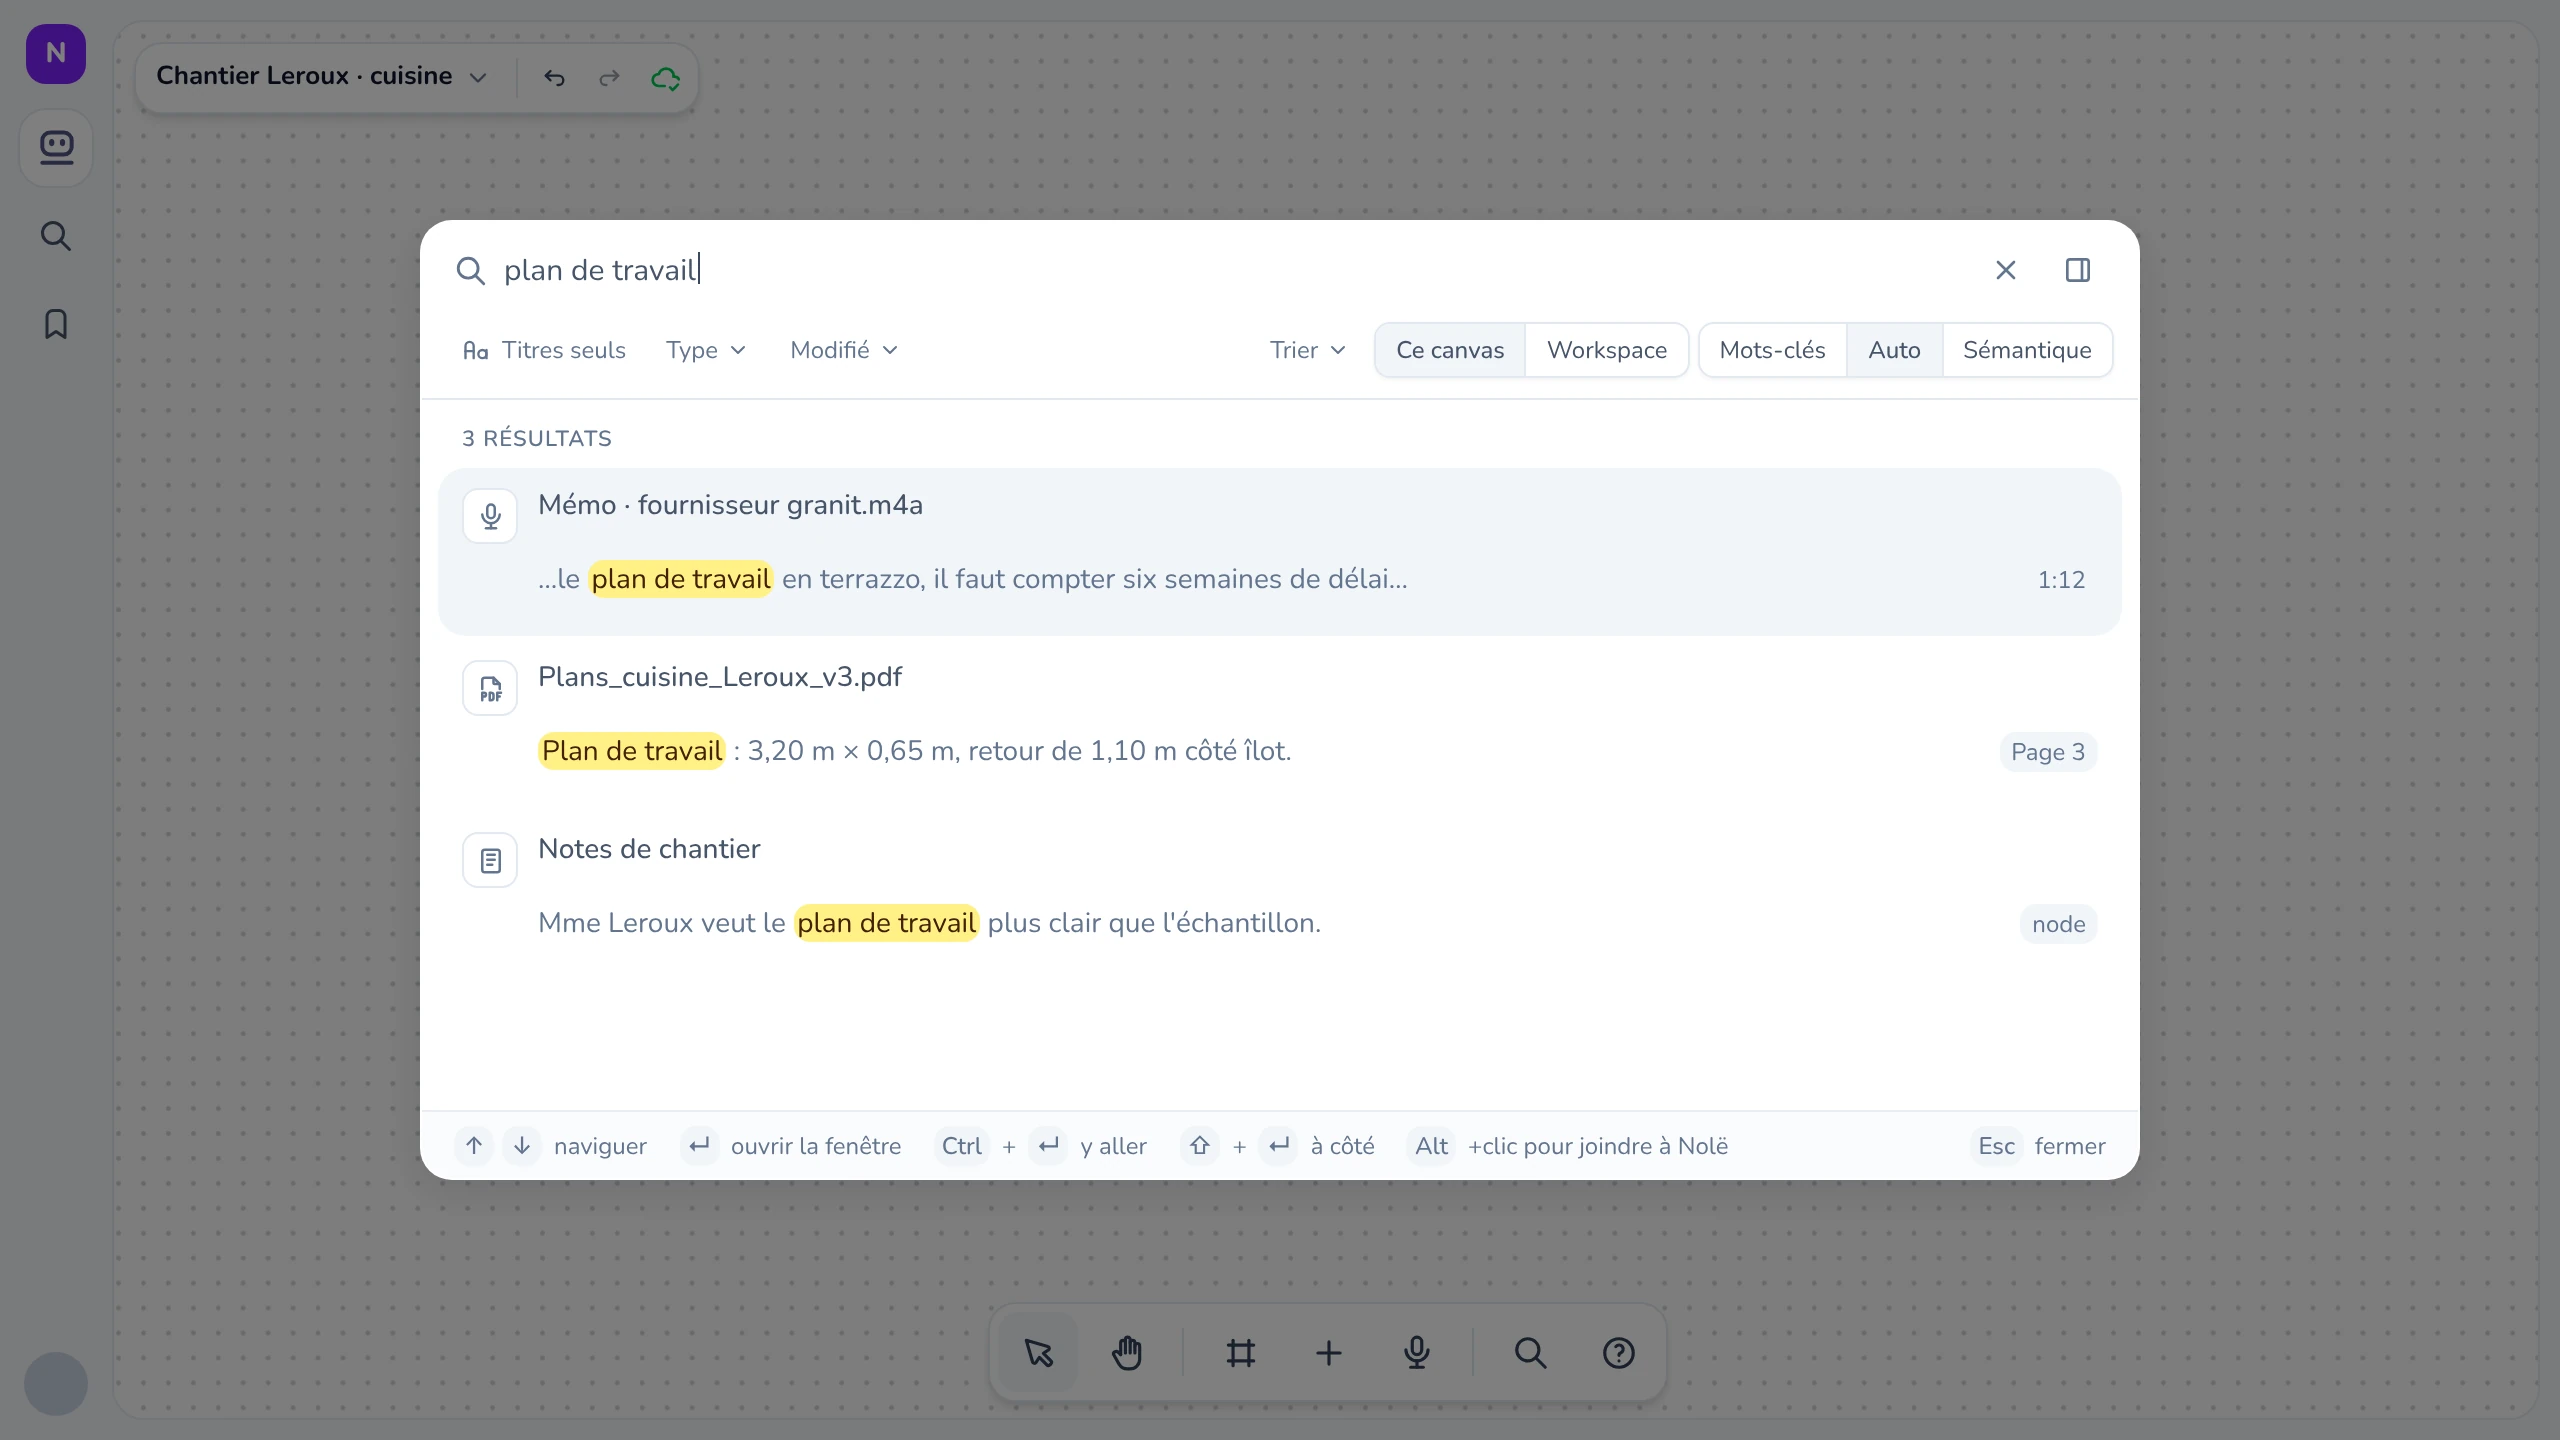 N
Chantier Leroux · cuisine
plan de travail
Aa Titres seuls Type Modifié Trier Ce canvas Workspace Mots-clés Auto Sémantique
3 RÉSULTATS
Mémo · fournisseur granit.m4a
...le plan de travail en terrazzo, il faut compter six semaines de délai... 1:12
PDF
Plans_cuisine_Leroux_v3.pdf
Plan de travail : 3,20 m × 0,65 m, retour de 1,10 m côté îlot. Page 3
Notes de chantier
Mme Leroux veut le plan de travail plus clair que l'échantillon. node
↑ ↓ naviguer ↵ ouvrir la fenêtre Ctrl + ↵ y aller ⇧ + ↵ à côté Alt +clic pour joindre à Nolë Esc fermer